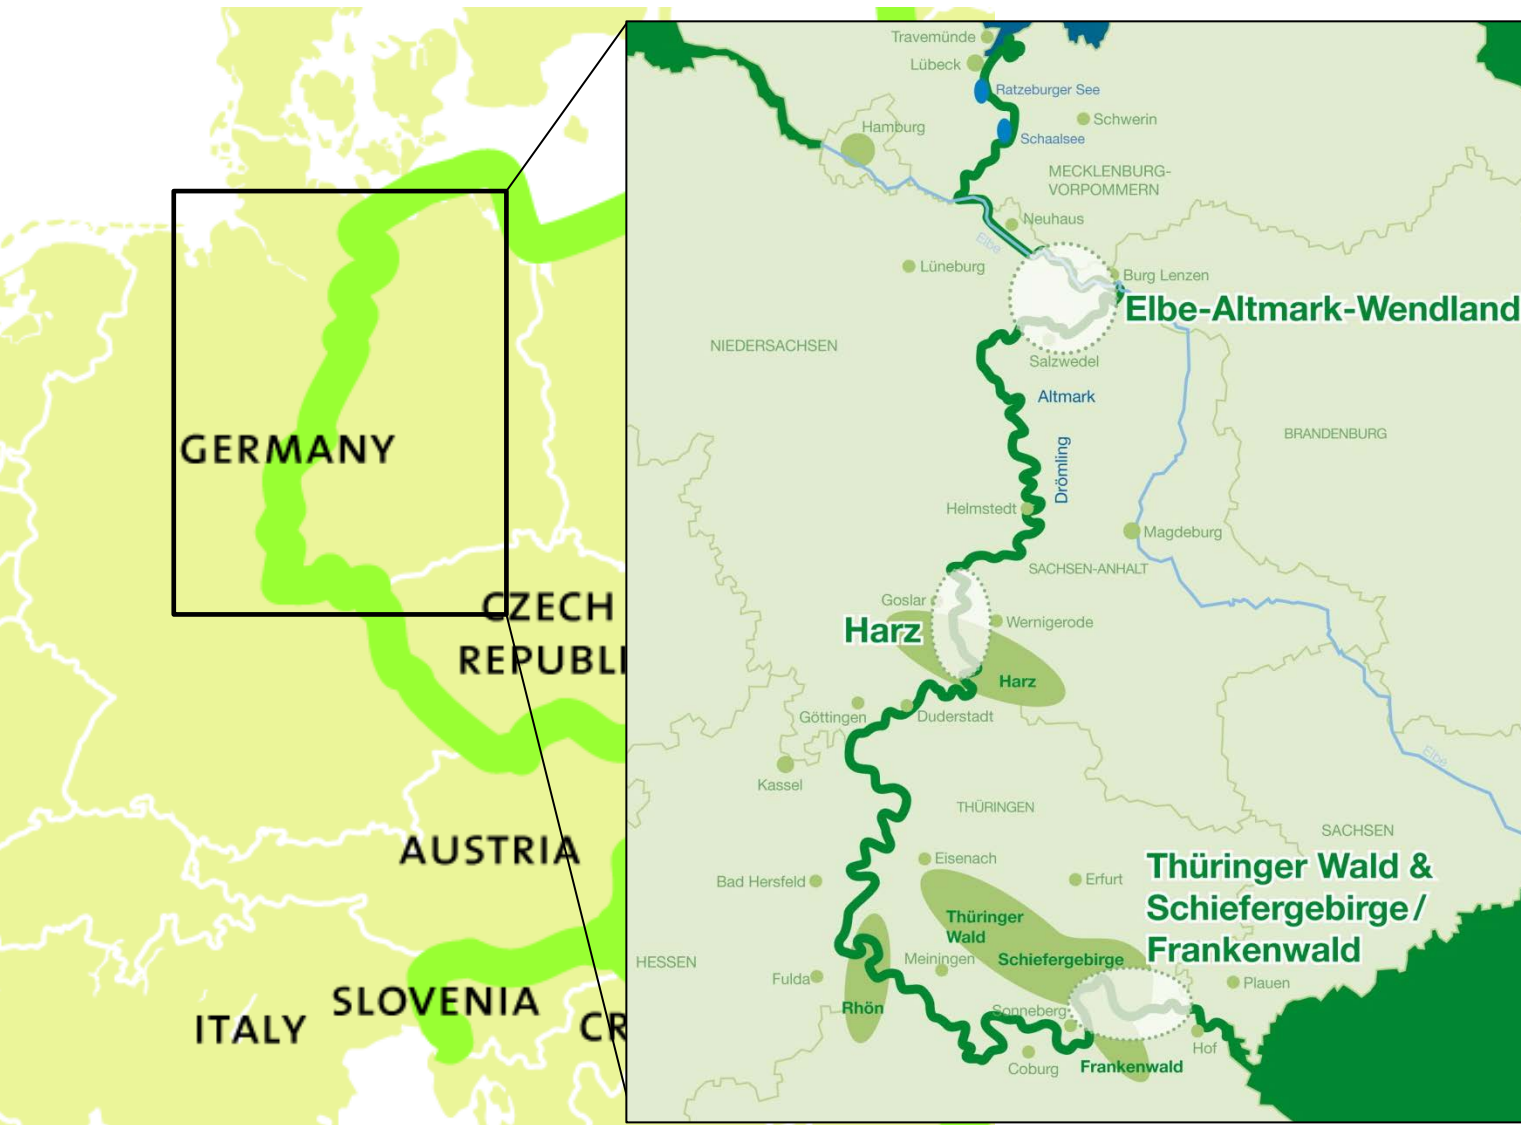 GERMANY
CZECH
REPUBLI
AUSTRIA
SLOVENIA
ITALY
CR
Travemünde
Lübeck
Ratzeburger See
Hamburg
Schwerin
Schaalsee
MECKLENBURG-
VORPOMMERN
Neuhaus
Elbe
Lüneburg
Burg Lenzen
Elbe-Altmark-Wendland
NIEDERSACHSEN
Salzwedel
Altmark
BRANDENBURG
Drömling
Helmstedt
Magdeburg
SACHSEN-ANHALT
Goslar
Wernigerode
Harz
Harz
Göttingen
Duderstadt
Elbe
Kassel
THÜRINGEN
SACHSEN
Eisenach
Thüringer Wald &
Schiefergebirge/
Frankenwald
Bad Hersfeld
Erfurt
Thüringer
Wald
Schiefergebirge
Meiningen
HESSEN
Fulda
Plauen
Rhön
Sonneberg
Hof
Coburg
Frankenwald